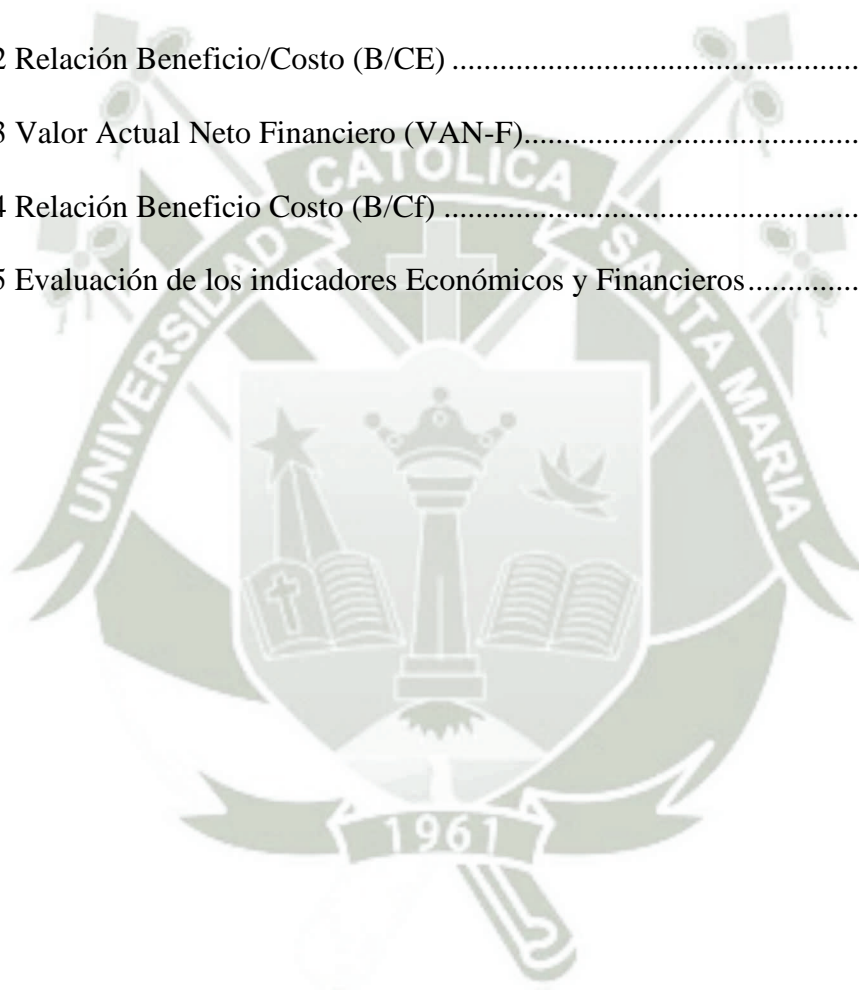 2 Relación Beneficio/Costo (B/CE) ..........................................
3 Valor Actual Neto Financiero (VAN-F)..................................
4 Relación Beneficio Costo (B/Cf) ...........................................
5 Evaluación de los indicadores Económicos y Financieros.............
UNIVERSIDAD CATOLICA SANTA MARIA
1961